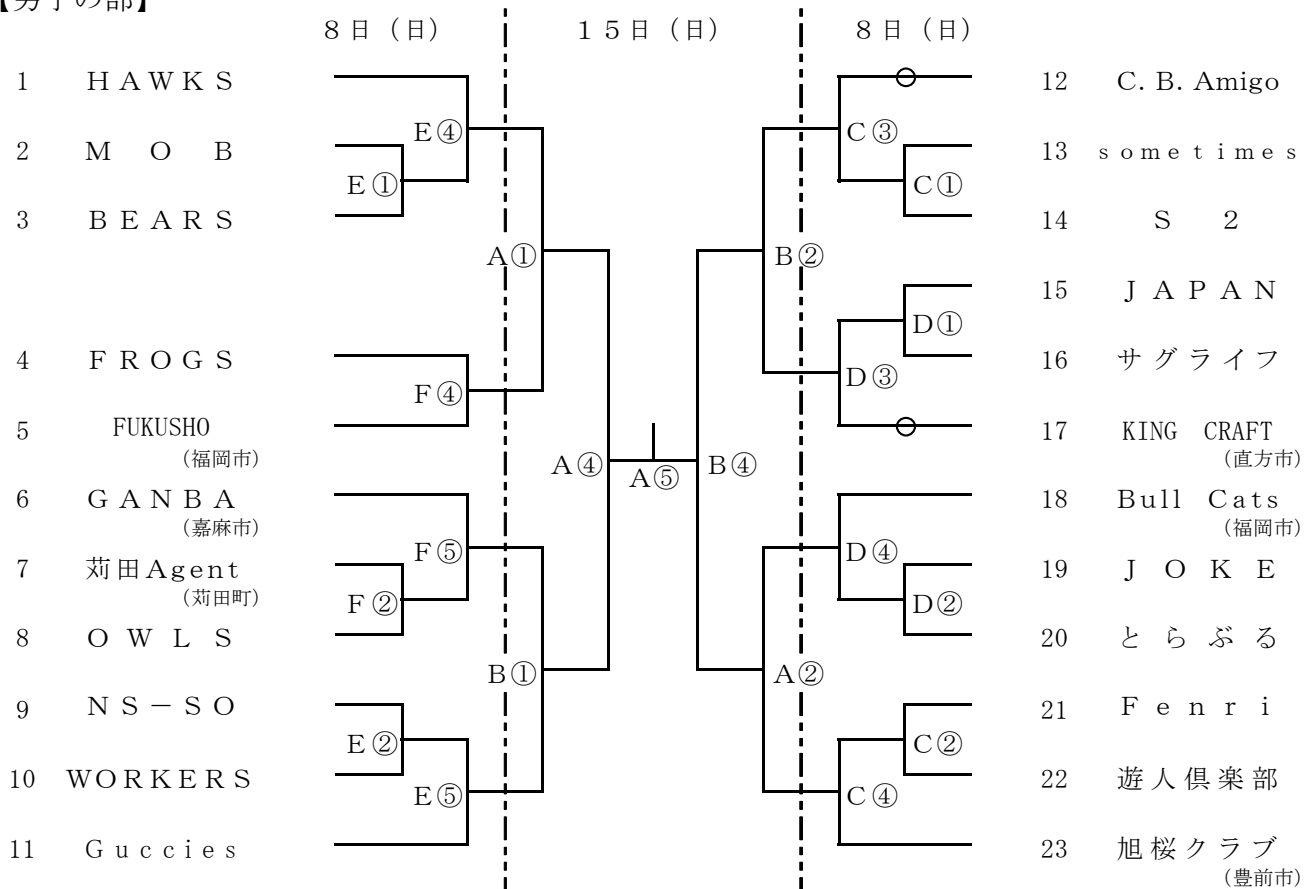 【男子の部】
８日（日） １５日（日） ８日（日）
1 ＨＡＷＫＳ
2 Ｍ Ｏ Ｂ
3 ＢＥＡＲＳ
4 ＦＲＯＧＳ
5 FUKUSHO
（福岡市）
6 ＧＡＮＢＡ
（嘉麻市）
7 苅田Agent
（苅田町）
8 ＯＷＬＳ
9 ＮＳ－ＳＯ
10 ＷＯＲＫＥＲＳ
11 Ｇｕｃｃｉｅｓ
E④
E①
A①
F④
A④
F⑤
F②
B①
E②
E⑤
A⑤
C③
C①
B②
D①
D③
B④
D④
D②
A②
C②
C④
12 C.B.Amigo
13 ｓｏｍｅｔｉｍｅｓ
14 Ｓ ２
15 ＪＡＰＡＮ
16 サグライフ
17 KING CRAFT
（直方市）
18 Bull Cats
（福岡市）
19 ＪＯＫＥ
20 とらぶる
21 Ｆｅｎｒｉ
22 遊人倶楽部
23 旭桜クラブ
（豊前市）